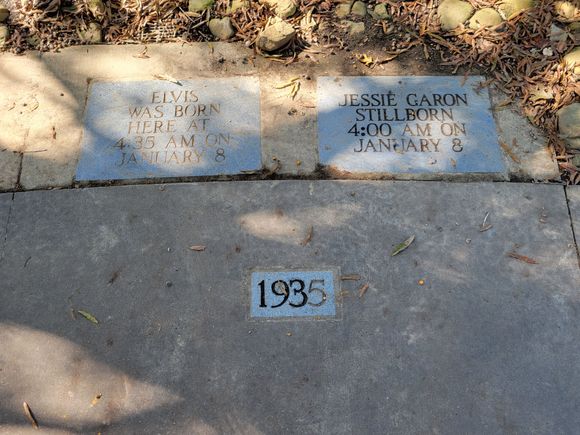 ELVIS
WAS BORN
HERE AT
4:35 AM ON
JANUARY 8
JESSIE GARON
STILLBORN
4:00 AM ON
JANUARY 8
1935